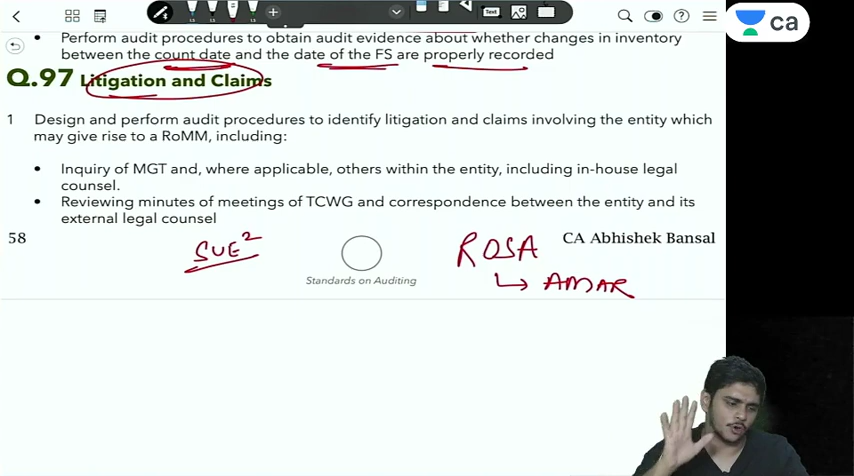 Text
ca
• Perform audit procedures to obtain audit evidence about whether changes in inventory
between the count date and the date of the FS are properly recorded
Q.97 Litigation and Claims
1 Design and perform audit procedures to identify litigation and claims involving the entity which
may give rise to a RoMM, including:
• Inquiry of MGT and, where applicable, others within the entity, including in-house legal
counsel.
• Reviewing minutes of meetings of TCWG and correspondence between the entity and its
external legal counsel
58
SUE²
ROSA
CA Abhishek Bansal
Standards on Auditing
↳ AMAR